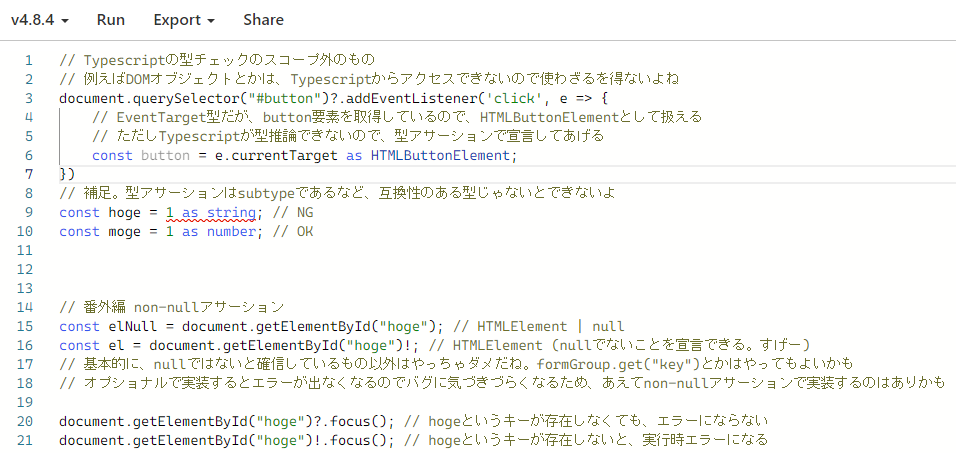 v4.8.4 Run Export Share
1 // Typescriptの型チェックのスコープ外のもの
2 // 例えばDOMオブジェクトとかは、Typescriptからアクセスできないので使わざるを得ないよね
3 document.querySelector("#button")?.addEventListener('click', e => {
4 // EventTarget型だが、button要素を取得しているので、HTMLButtonElementとして扱える
5 // ただしTypescriptが型推論できないので、型アサーションで宣言してあげる
6 const button = e.currentTarget as HTMLButtonElement;
7 })
8 // 補足。型アサーションはsubtypeであるなど、互換性のある型じゃないとできないよ
9 const hoge = 1 as string; // NG
10 const moge = 1 as number; // OK
11
12
13
14 // 番外編 non-nullアサーション
15 const elNull = document.getElementById("hoge"); // HTMLElement | null
16 const el = document.getElementById("hoge")!; // HTMLElement (nullでないことを宣言できる。すげー)
17 // 基本的に、nullではないと確信しているもの以外はやっちゃダメだね。formGroup.get("key")とかはやってもよいかも
18 // オプショナルで実装するとエラーが出なくなるのでバグに気づきづらくなるため、あえてnon-nullアサーションで実装するのはありかも
19
20 document.getElementById("hoge")?.focus(); // hogeというキーが存在しなくても、エラーにならない
21 document.getElementById("hoge")!.focus(); // hogeというキーが存在しないと、実行時エラーになる